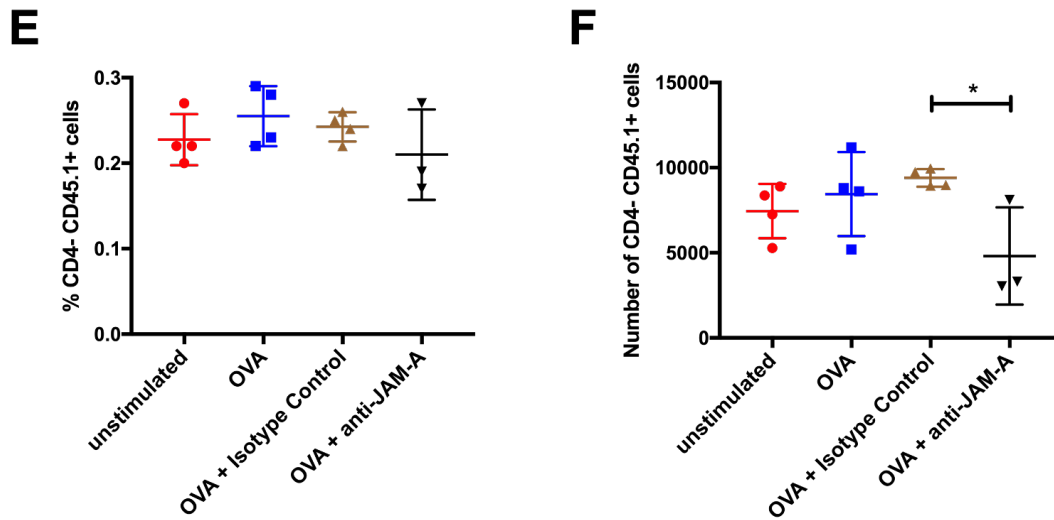 E
% CD4- CD45.1+ cells
0.3
0.2
0.1
0.0
unstimulated
OVA
OVA + Isotype Control
OVA + anti-JAM-A
F
Number of CD4- CD45.1+ cells
15000
10000
5000
0
*
unstimulated
OVA
OVA + Isotype Control
OVA + anti-JAM-A